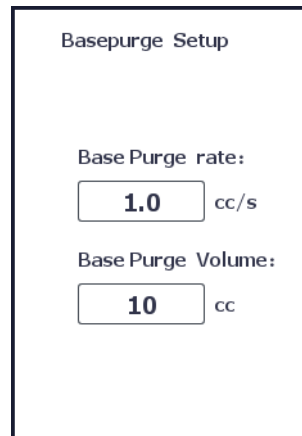 Basepurge Setup
Base Purge rate:
1.0 cc/s
Base Purge Volume:
10 cc